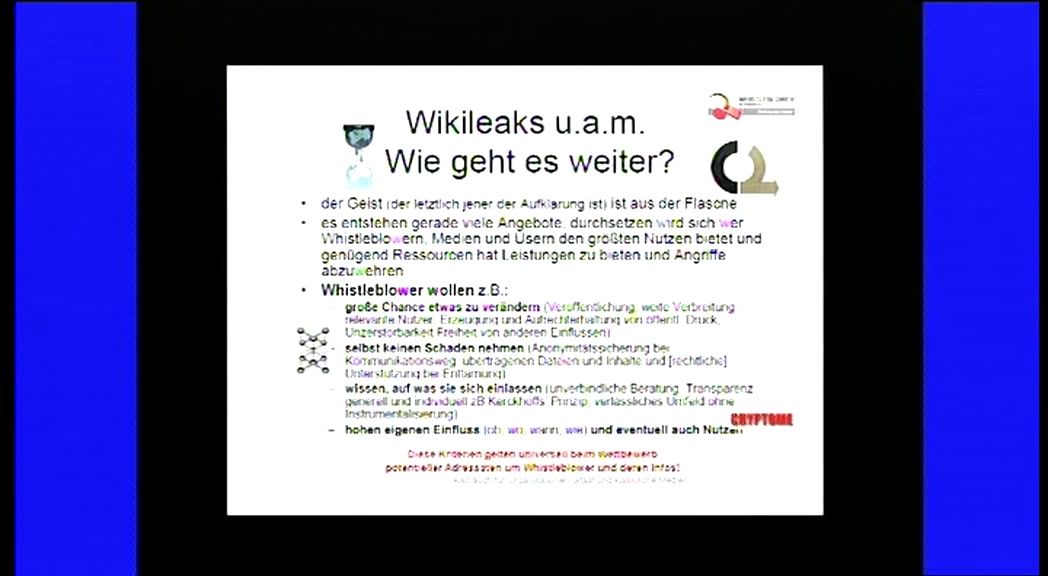 Wikileaks u.a.m.
Wie geht es weiter?
• der Geist (der letztlich jener der Aufklärung ist) ist aus der Flasche
• es entstehen gerade viele Angebote, durchsetzen wird sich wer
Whistleblowern, Medien und Usern den größten Nutzen bietet und
genügend Ressourcen hat Leistungen zu bieten und Angriffe
abzuwehren
• Whistleblower wollen z.B.:
– große Chance etwas zu verändern (Veröffentlichung, weite Verbreitung
relevante Nutzer, Erzeugung und Aufrechterhaltung von öffentl. Druck,
Unzerstörbarkeit Freiheit von anderen Einflüssen)
– selbst keinen Schaden nehmen (Anonymitätssicherung bei
Kommunikationsweg, übertragenen Dateien und Inhalte und [rechtliche]
Unterstützung bei Enttarnung)
– wissen, auf was sie sich einlassen (unverbindliche Beratung, Transparenz
generell und individuell zB Kerckhoffs' Prinzip, verlässliches Umfeld ohne
Instrumentalisierung)
CRYPTOME
– hohen eigenen Einfluss (ob, wo, wann, wie) und eventuell auch Nutzen
Diese Kriterien gelten universell beim Wettbewerb
potentieller Adressaten um Whistleblower und deren Infos!